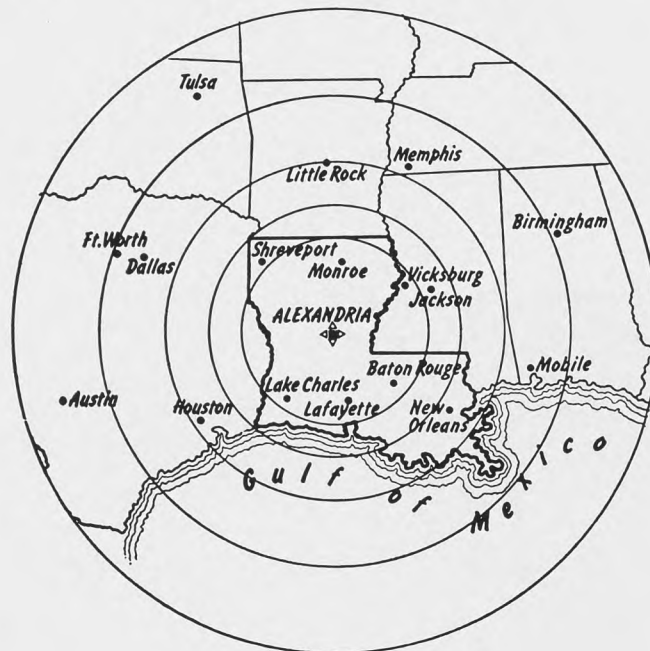 Tulsa
Little Rock
Memphis
Birmingham
Ft. Worth
Dallas
Shreveport
Monroe
Vicksburg
Jackson
ALEXANDRIA
Baton Rouge
Mobile
Austin
Houston
Lake Charles
Lafayette
New
Orleans
Gulf of Mexico